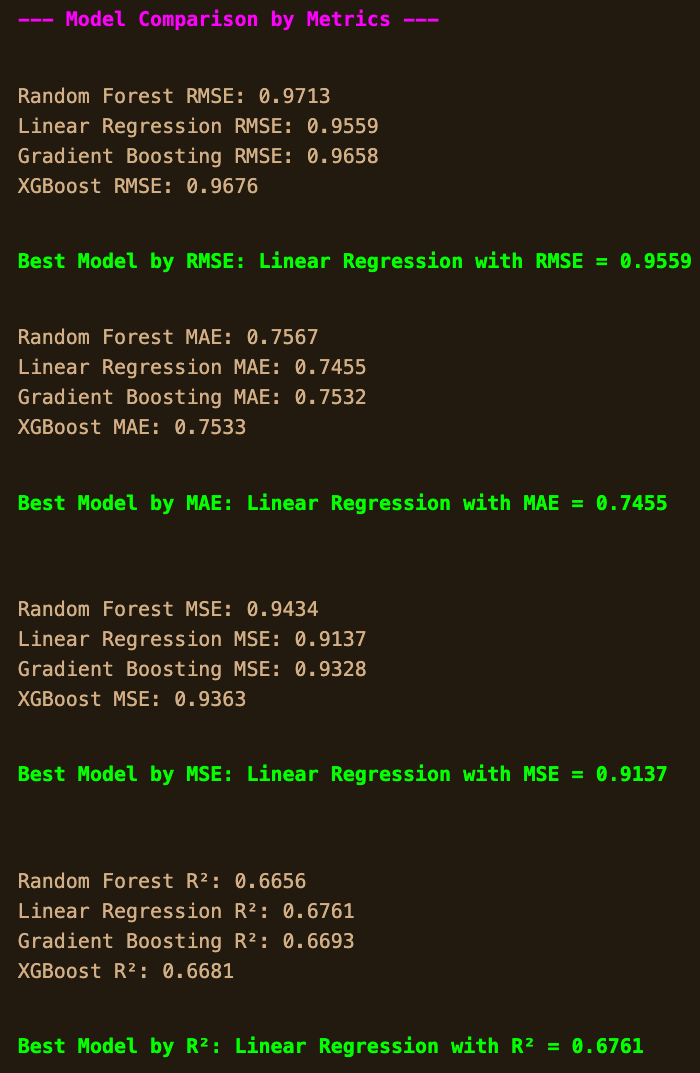 --- Model Comparison by Metrics ---
Random Forest RMSE: 0.9713
Linear Regression RMSE: 0.9559
Gradient Boosting RMSE: 0.9658
XGBoost RMSE: 0.9676
Best Model by RMSE: Linear Regression with RMSE = 0.9559
Random Forest MAE: 0.7567
Linear Regression MAE: 0.7455
Gradient Boosting MAE: 0.7532
XGBoost MAE: 0.7533
Best Model by MAE: Linear Regression with MAE = 0.7455
Random Forest MSE: 0.9434
Linear Regression MSE: 0.9137
Gradient Boosting MSE: 0.9328
XGBoost MSE: 0.9363
Best Model by MSE: Linear Regression with MSE = 0.9137
Random Forest R²: 0.6656
Linear Regression R²: 0.6761
Gradient Boosting R²: 0.6693
XGBoost R²: 0.6681
Best Model by R²: Linear Regression with R² = 0.6761